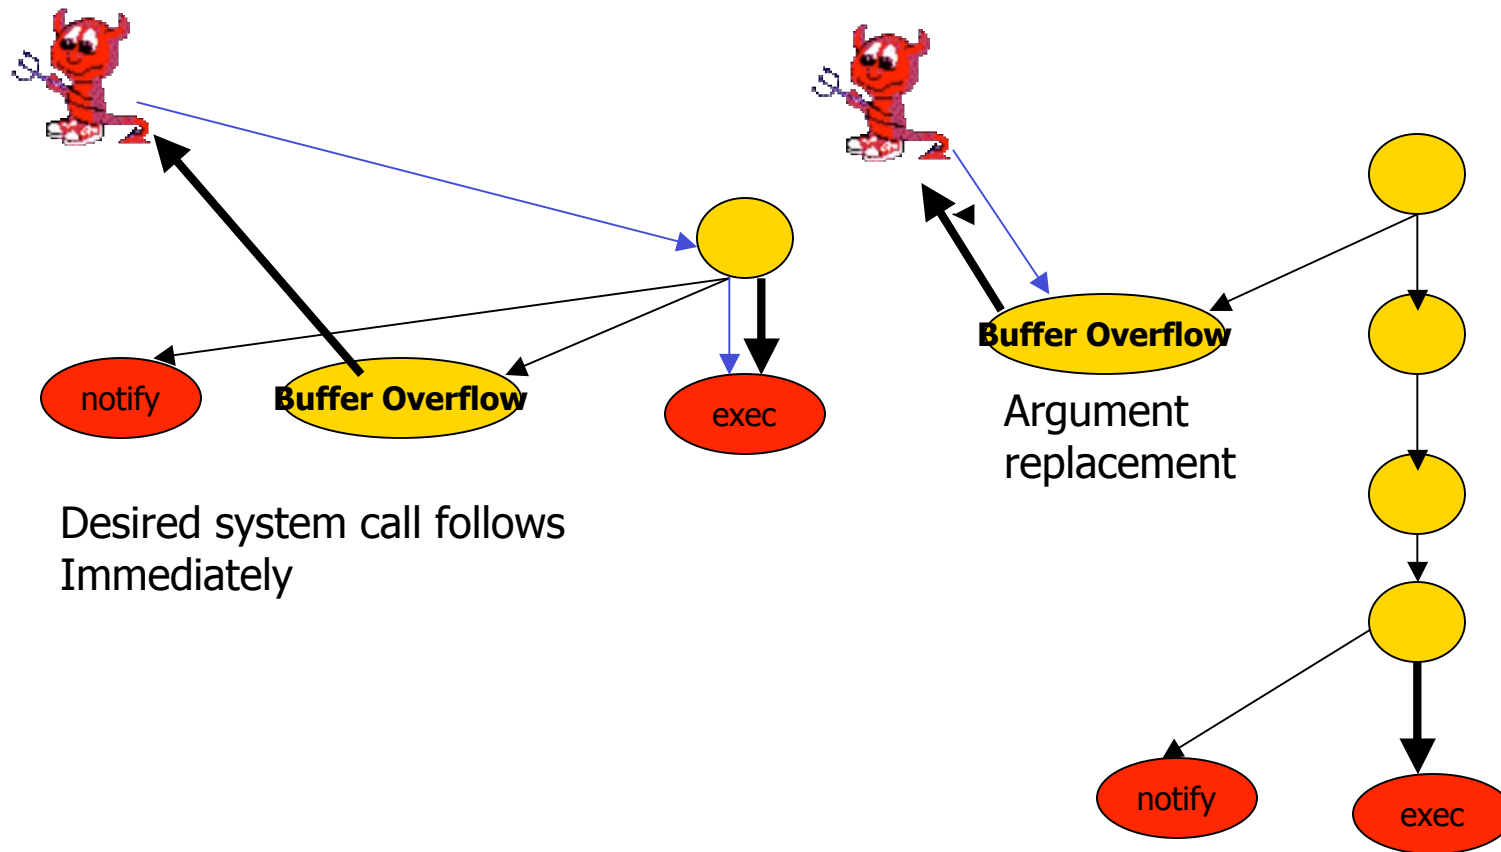 notify
Buffer Overflow
exec
Desired system call follows
Immediately
Buffer Overflow
Argument
replacement
notify
exec